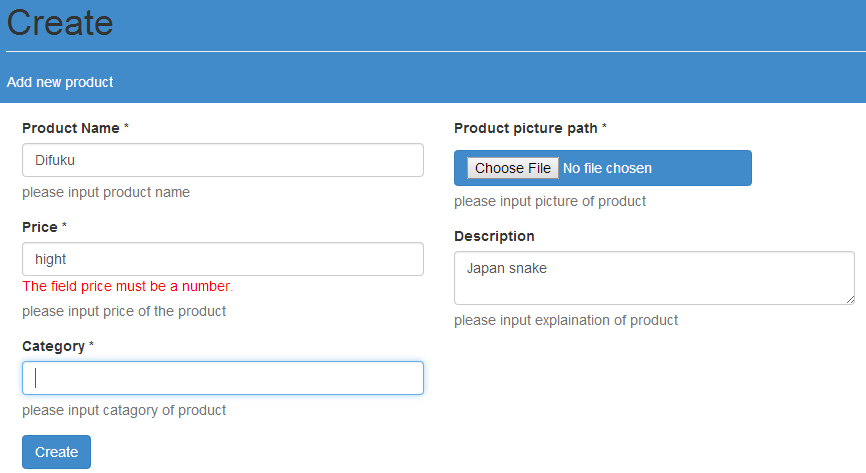 Create
Add new product
Product Name *
Difuku
please input product name
Price *
hight
The field price must be a number.
please input price of the product
Category *
please input catagory of product
Create
Product picture path *
Choose File No file chosen
please input picture of product
Description
Japan snake
please input explaination of product